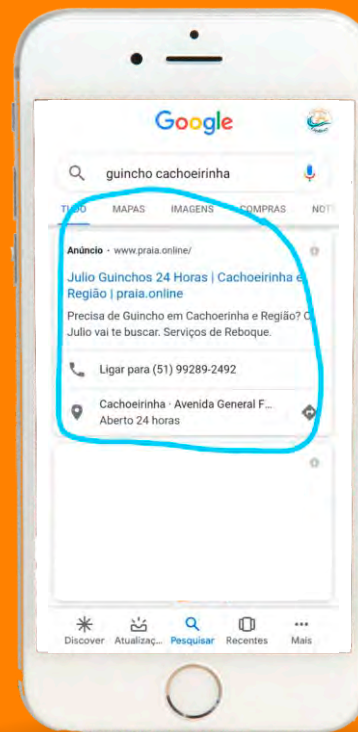 Google
guincho cachoeirinha
TUDO MAPAS IMAGENS COMPRAS NOT
Anúncio · www.praia.online/
Julio Guinchos 24 Horas | Cachoeirinha e
Região | praia.online
Precisa de Guincho em Cachoeirinha e Região? O
Julio vai te buscar. Serviços de Reboque.
Ligar para (51) 99289-2492
Cachoeirinha · Avenida General F...
Aberto 24 horas
Discover Atualizaç... Pesquisar Recentes Mais